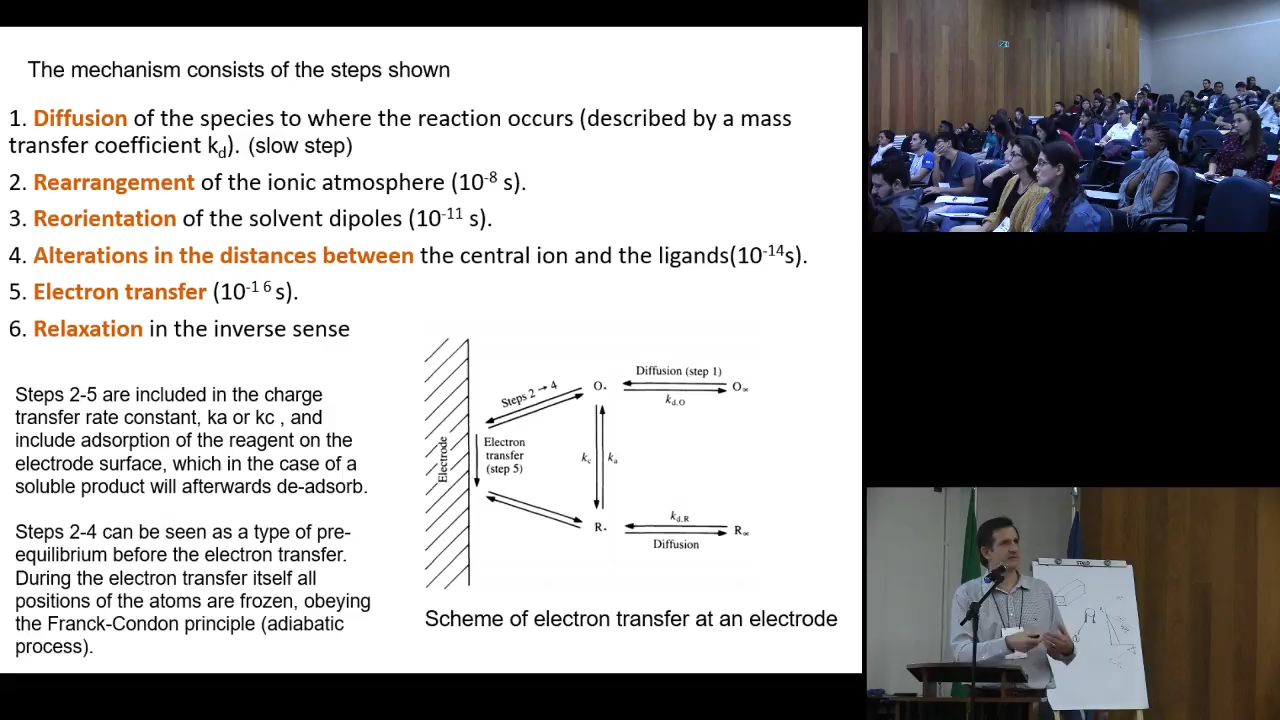 The mechanism consists of the steps shown
1. Diffusion of the species to where the reaction occurs (described by a mass
transfer coefficient kd). (slow step)
2. Rearrangement of the ionic atmosphere (10-8 s).
3. Reorientation of the solvent dipoles (10-11 s).
4. Alterations in the distances between the central ion and the ligands(10-14s).
5. Electron transfer (10-1 6 s).
6. Relaxation in the inverse sense
Steps 2-5 are included in the charge
transfer rate constant, ka or kc , and
include adsorption of the reagent on the
electrode surface, which in the case of a
soluble product will afterwards de-adsorb.
Steps 2-4 can be seen as a type of pre-
equilibrium before the electron transfer.
During the electron transfer itself all
positions of the atoms are frozen, obeying
the Franck-Condon principle (adiabatic
process).
Electrode
Steps 2 → 4
O*
Diffusion (step 1)
kd,O
O∞
Electron
transfer
(step 5)
kc
ka
R*
kd,R
Diffusion
R∞
Scheme of electron transfer at an electrode